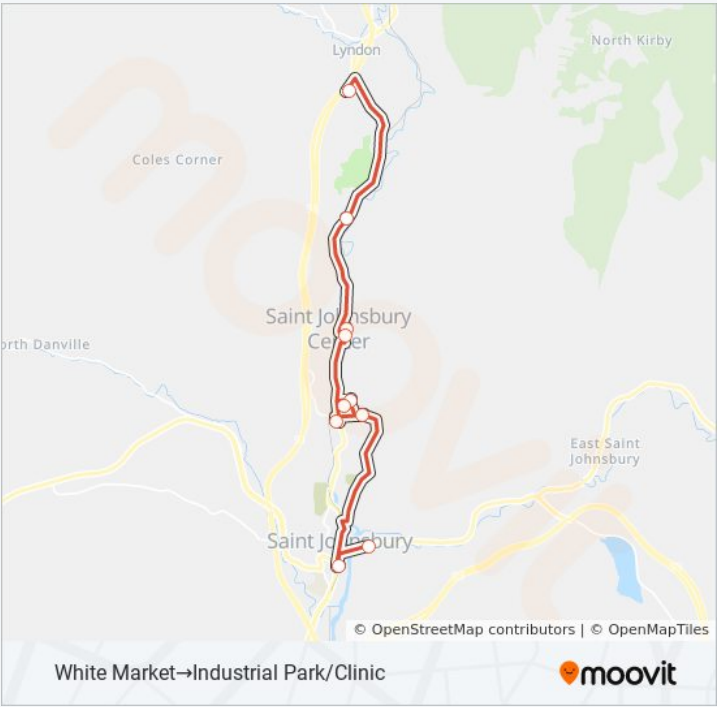 Lyndon
North Kirby
Coles Corner
Saint Johnsbury
Center
orth Danville
East Saint
Johnsbury
Saint Johnsbury
© OpenStreetMap contributors | © OpenMapTiles
White Market→Industrial Park/Clinic
moovit
moovit